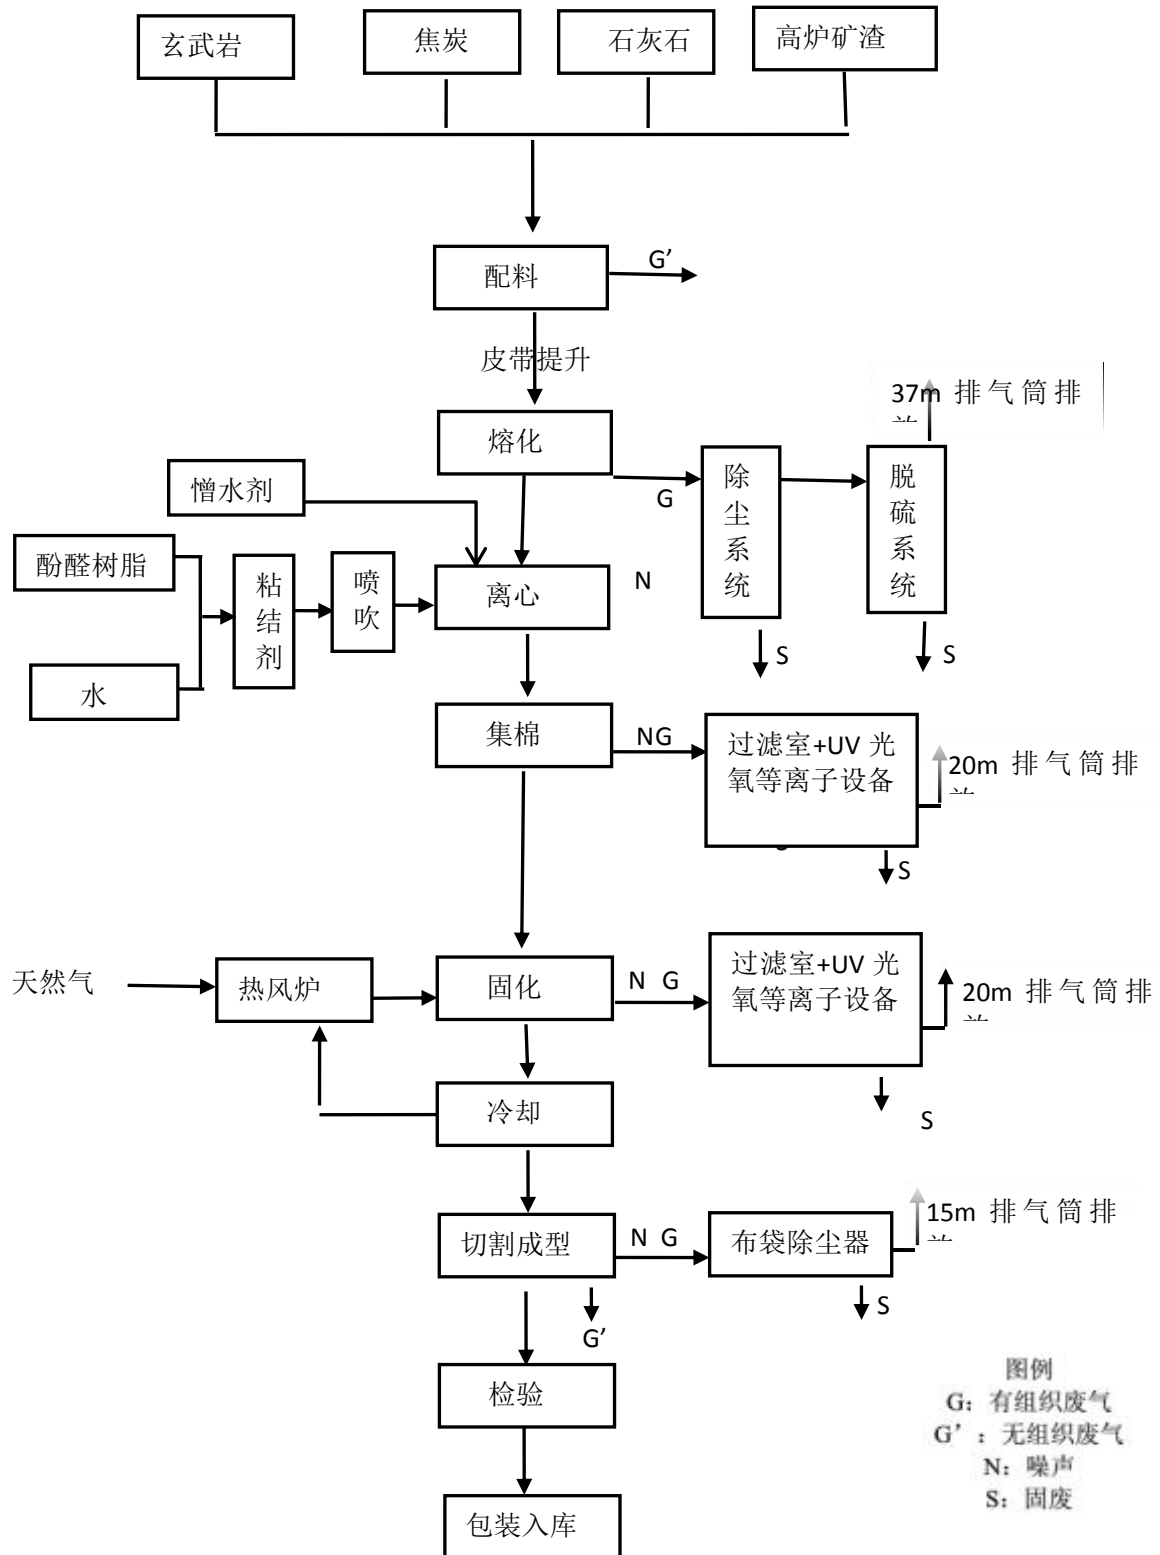 玄武岩
焦炭
石灰石
高炉矿渣
配料
G’
皮带提升
熔化
G
除
尘
系
统
脱
硫
系
统
37m 排气筒排
憎水剂
酚醛树脂
水
粘
结
剂
喷
吹
离心
N
S
S
集棉
NG
过滤室+UV 光
氧等离子设备
20m 排气筒排
S
天然气
热风炉
固化
N G
过滤室+UV 光
氧等离子设备
20m 排气筒排
S
冷却
切割成型
N G
布袋除尘器
15m 排气筒排
S
G’
检验
包装入库
图例
G：有组织废气
G’：无组织废气
N：噪声
S：固废